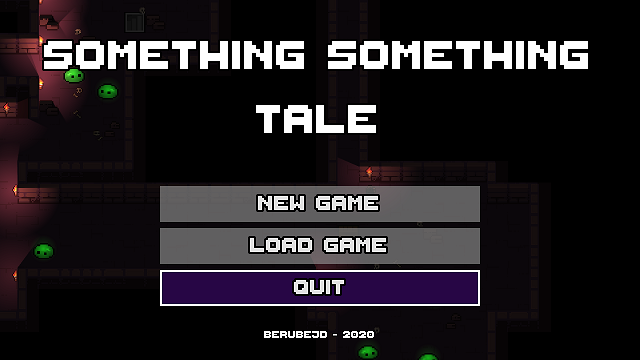 SOMETHING SOMETHING
TALE
NEW GAME
LOAD GAME
QUIT
BERUBEJD - 2020